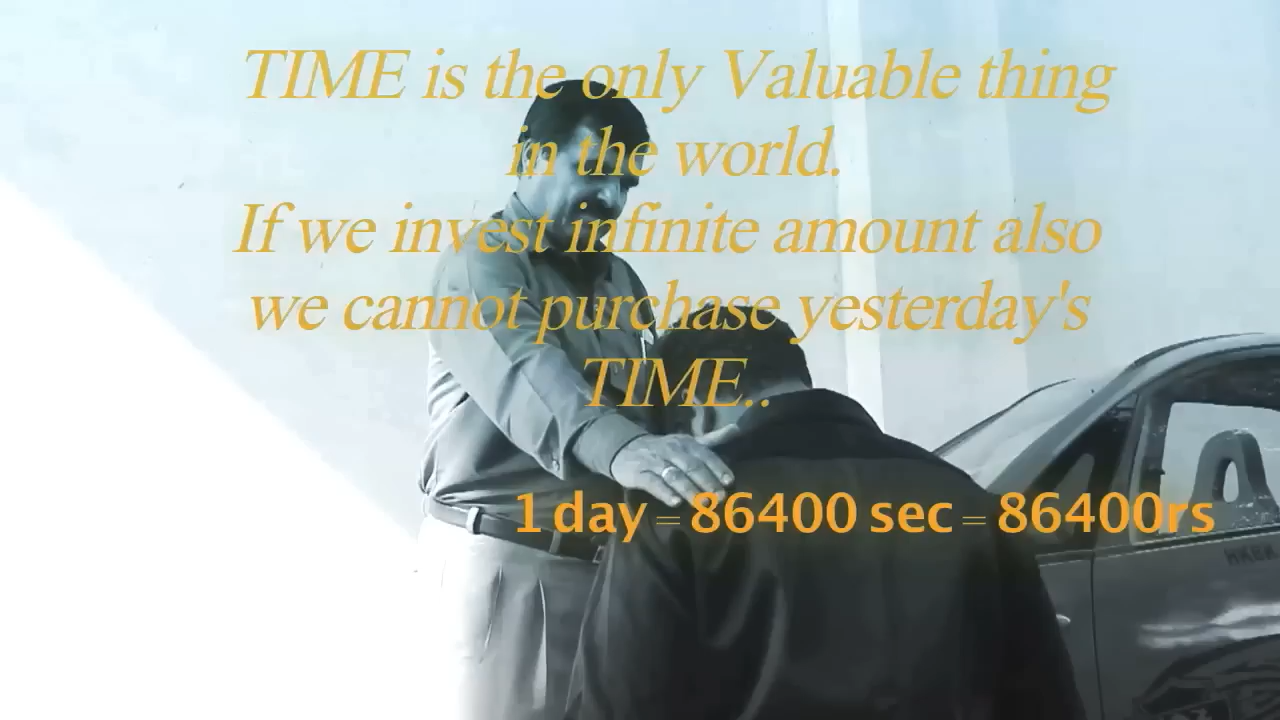 TIME is the only Valuable thing
in the world.
If we invest infinite amount also
we cannot purchase yesterday's
TIME..
1 day = 86400 sec = 86400rs